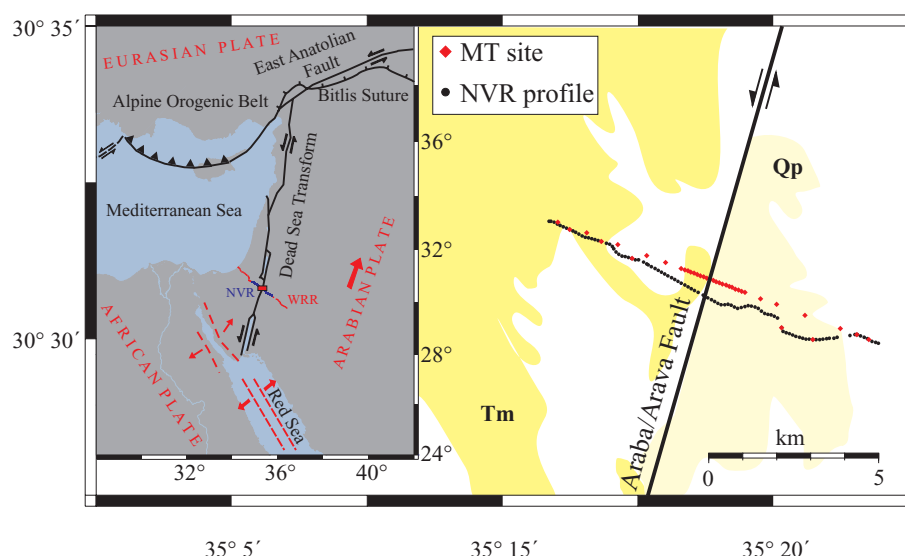 30 35´
30 30´
EURASIAN PLATE
East Anatolian
Fault
Alpine Orogenic Belt
Bitlis Suture
Mediterranean Sea
Dead Sea Transform
NVR
WRR
ARABIAN PLATE
AFRICAN PLATE
Red Sea
36°
32°
28°
24°
32°
36°
40°
MT site
NVR profile
Qp
Tm
Araba/Arava Fault
km
0
5
35° 5´
35° 15´
35° 20´